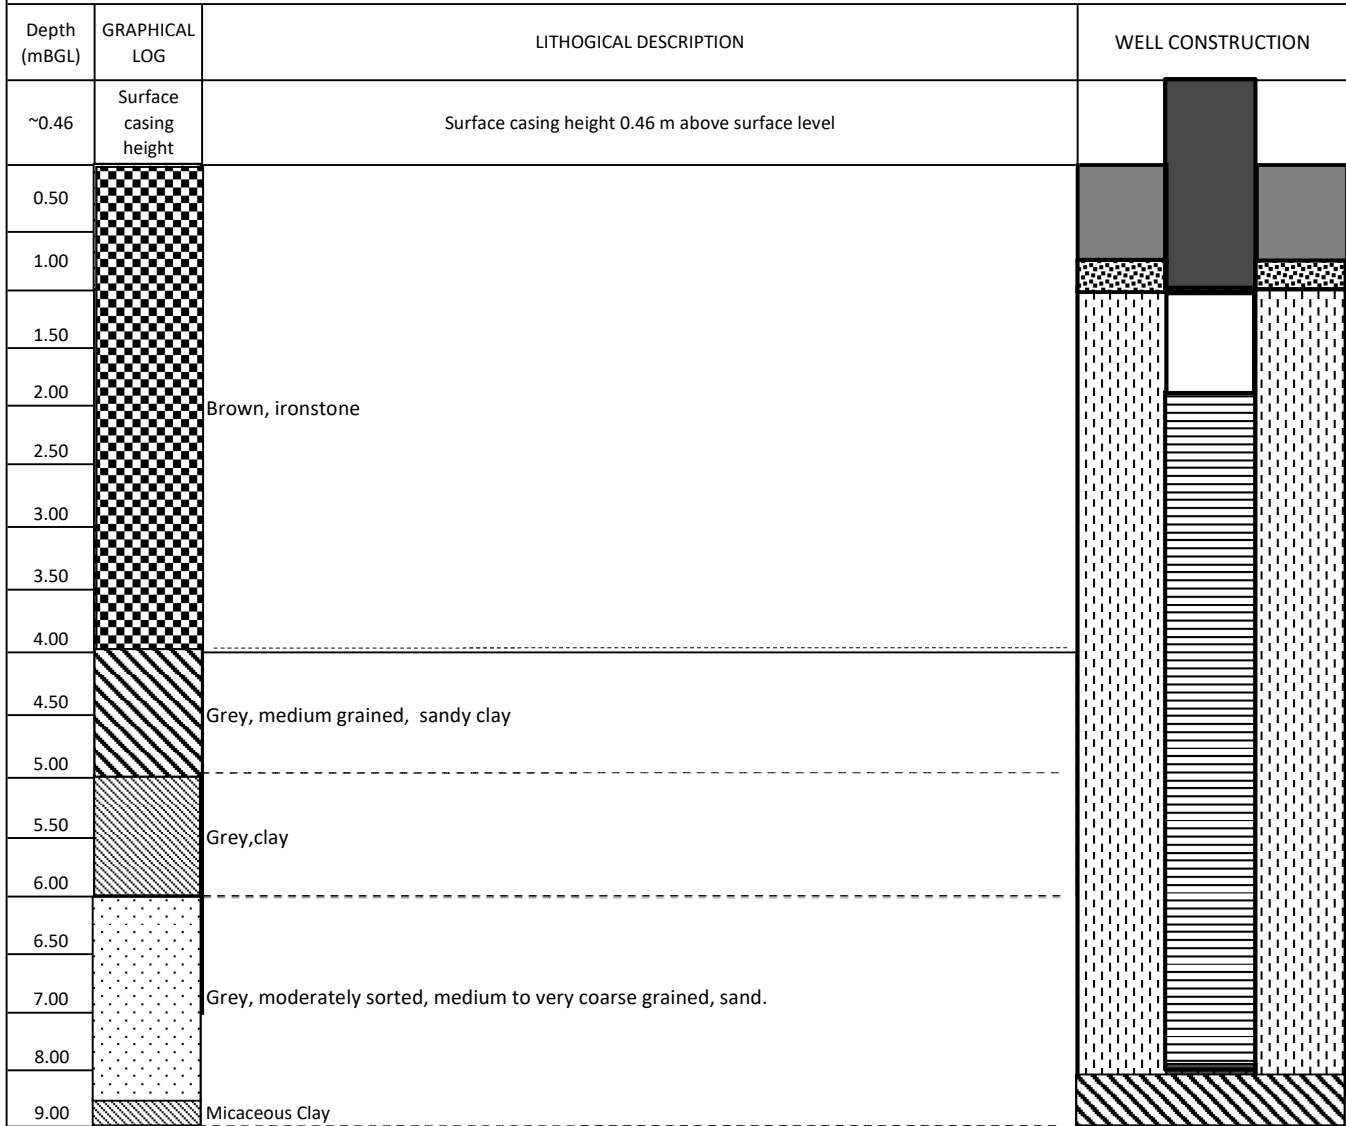 Depth
(mBGL)
GRAPHICAL
LOG
LITHOGICAL DESCRIPTION
WELL CONSTRUCTION
~0.46
Surface
casing
height
Surface casing height 0.46 m above surface level
0.50
1.00
1.50
2.00
Brown, ironstone
2.50
3.00
3.50
4.00
4.50
Grey, medium grained,  sandy clay
5.00
5.50
Grey,clay
6.00
6.50
7.00
Grey, moderately sorted, medium to very coarse grained, sand.
8.00
9.00
Micaceous Clay